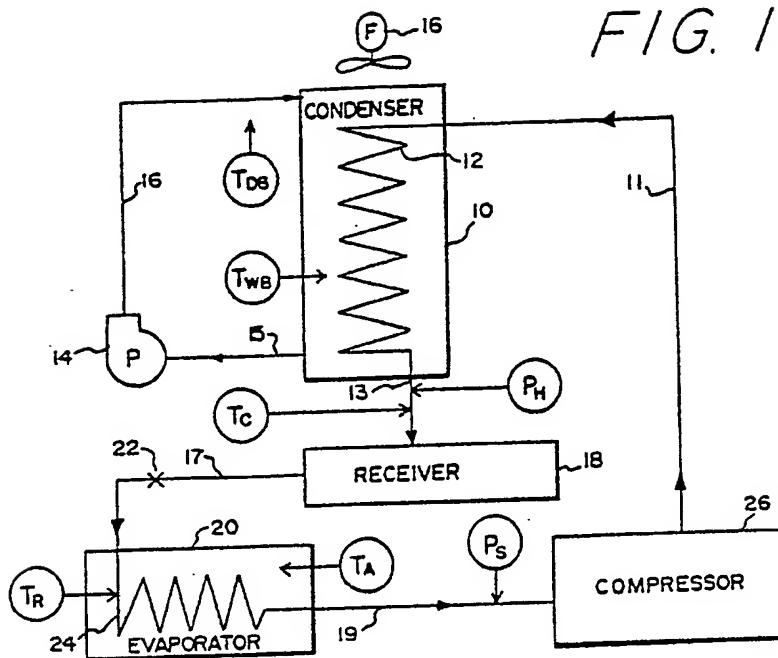 FIG. 1
F
16
CONDENSER
12
11
16
TDB
10
TWB
15
14
P
13
PH
TC
22
17
RECEIVER
18
26
20
TA
PS
COMPRESSOR
TR
24
EVAPORATOR
19